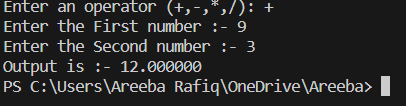 Enter an operator (+,-,*,/): +
Enter the First number :- 9
Enter the Second number :- 3
Output is :- 12.000000
PS C:\Users\Areeba Rafiq\OneDrive\Areeba>